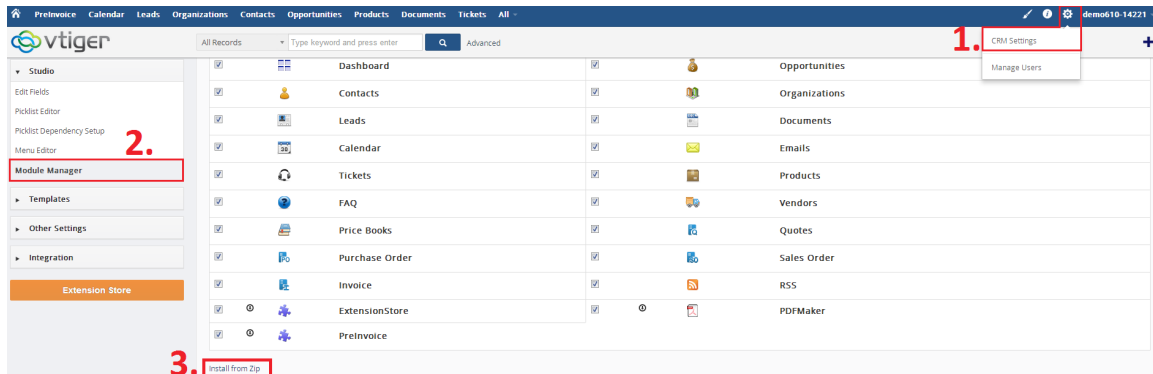 PreInvoice Calendar Leads Organizations Contacts Opportunities Products Documents Tickets All demo610-14221
vtiger All Records Type keyword and press enter Advanced 1. CRM Settings
Manage Users
Studio
Edit Fields
Picklist Editor
Picklist Dependency Setup
Menu Editor
2.
Module Manager
Templates
Other Settings
Integration
Extension Store
Dashboard Opportunities
Contacts Organizations
Leads Documents
Calendar Emails
Tickets Products
FAQ Vendors
Price Books Quotes
Purchase Order Sales Order
Invoice RSS
ExtensionStore PDFMaker
PreInvoice
3. Install from Zip